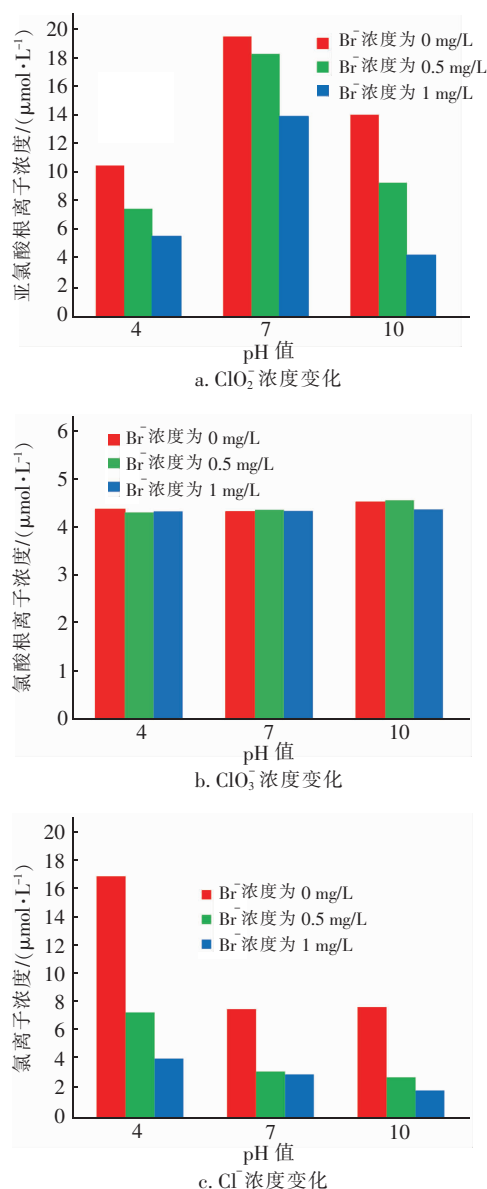 20
18
16
14
12
10
8
6
4
2
0
亚氯酸根离子浓度/(μmol·L⁻¹)
Br⁻浓度为 0 mg/L
Br⁻浓度为 0.5 mg/L
Br⁻浓度为 1 mg/L
4 7 10
pH 值
a. ClO₂⁻浓度变化
6
5
4
3
2
1
0
氯酸根离子浓度/(μmol·L⁻¹)
Br⁻浓度为 0 mg/L
Br⁻浓度为 0.5 mg/L
Br⁻浓度为 1 mg/L
4 7 10
pH 值
b. ClO₃⁻浓度变化
20
18
16
14
12
10
8
6
4
2
0
氯离子浓度/(μmol·L⁻¹)
Br⁻浓度为 0 mg/L
Br⁻浓度为 0.5 mg/L
Br⁻浓度为 1 mg/L
4 7 10
pH 值
c. Cl⁻浓度变化